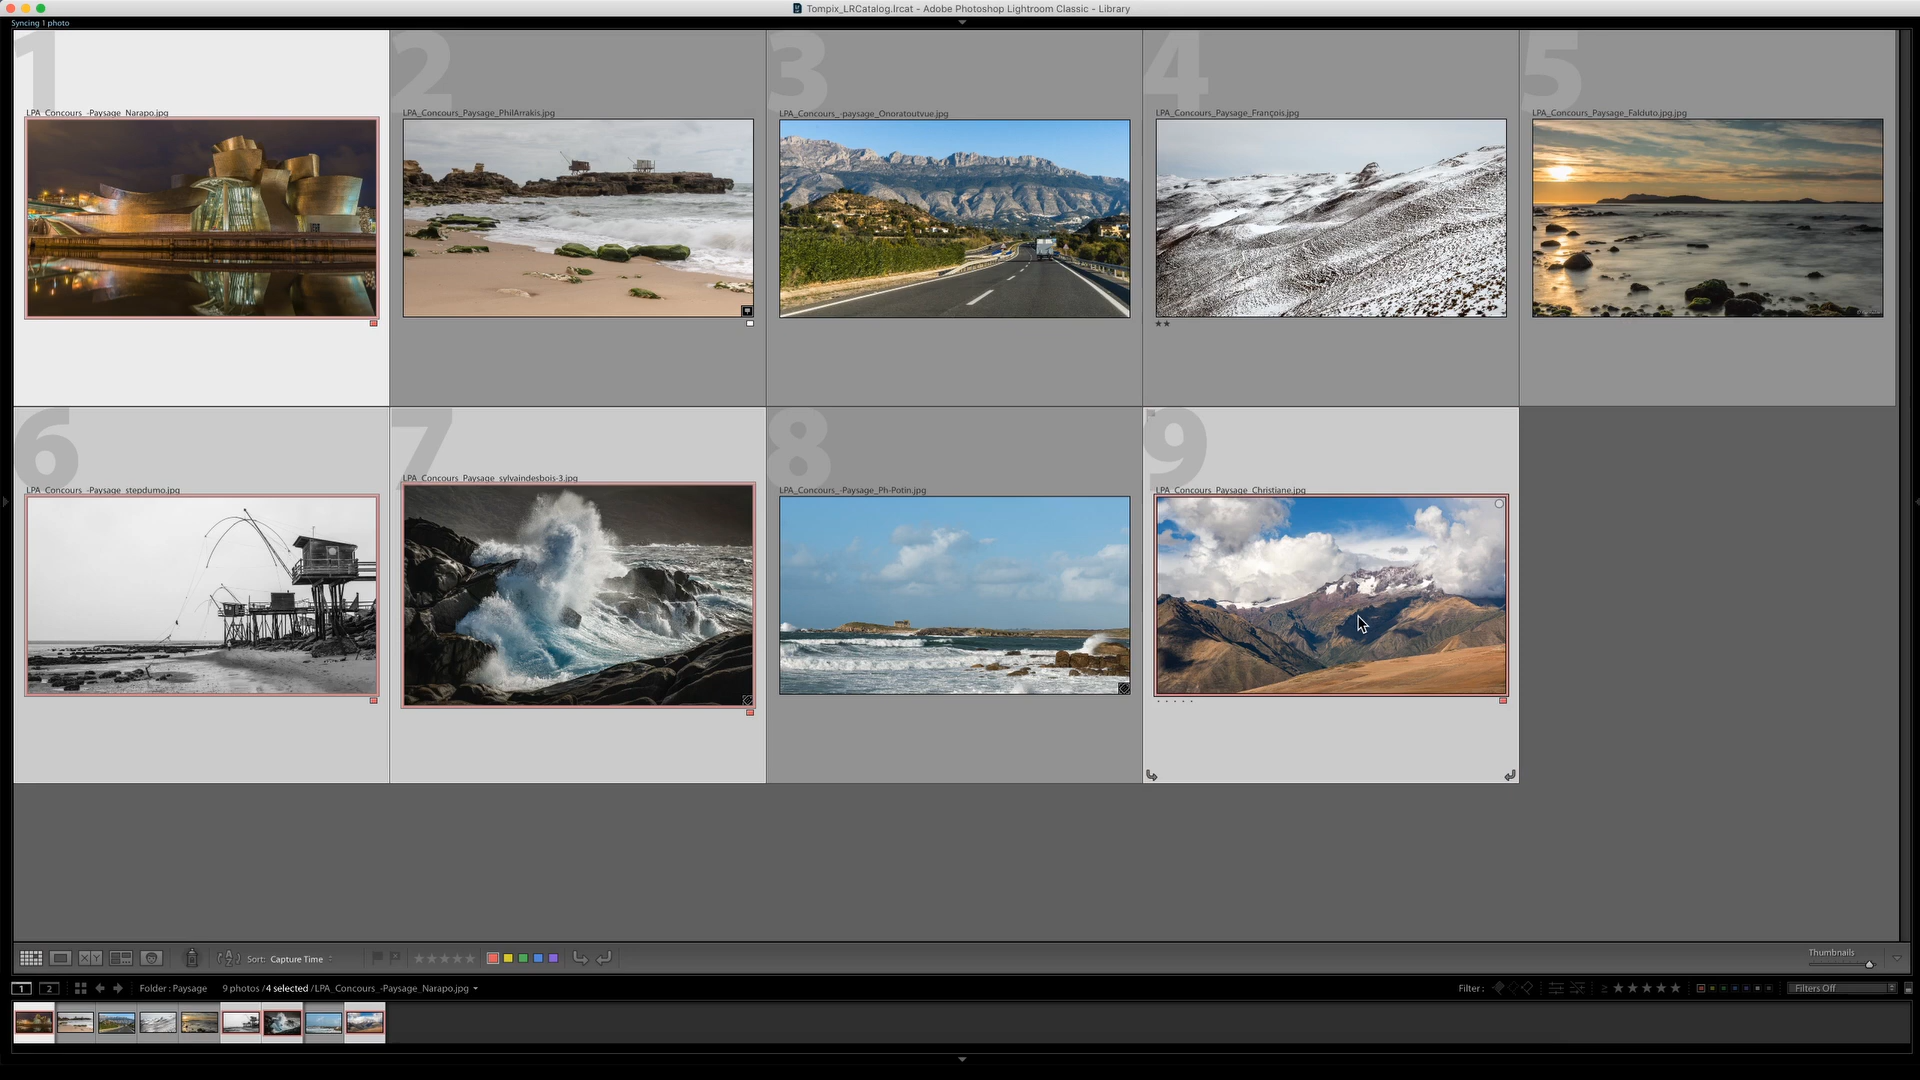 Tompix_LRCatalog.lrcat - Adobe Photoshop Lightroom Classic - Library
Syncing 1 photo
1
2
3
4
5
LPA_Concours_-Paysage_Narapo.jpg
LPA_Concours_Paysage_PhilArrakis.jpg
LPA_Concours_-paysage_Onoratoutvue.jpg
LPA_Concours_Paysage_François.jpg
LPA_Concours_Paysage_Falduto.jpg.jpg
6
7
8
9
LPA_Concours_-Paysage_stepdumo.jpg
LPA_Concours_Paysage_sylvaindesbois-3.jpg
LPA_Concours_-Paysage_Ph-Potin.jpg
LPA_Concours_Paysage_Christiane.jpg
XY
Sort: Capture Time
Thumbnails
1 2 Folder : Paysage 9 photos / 4 selected / LPA_Concours_-Paysage_Narapo.jpg
Filter : Filters Off